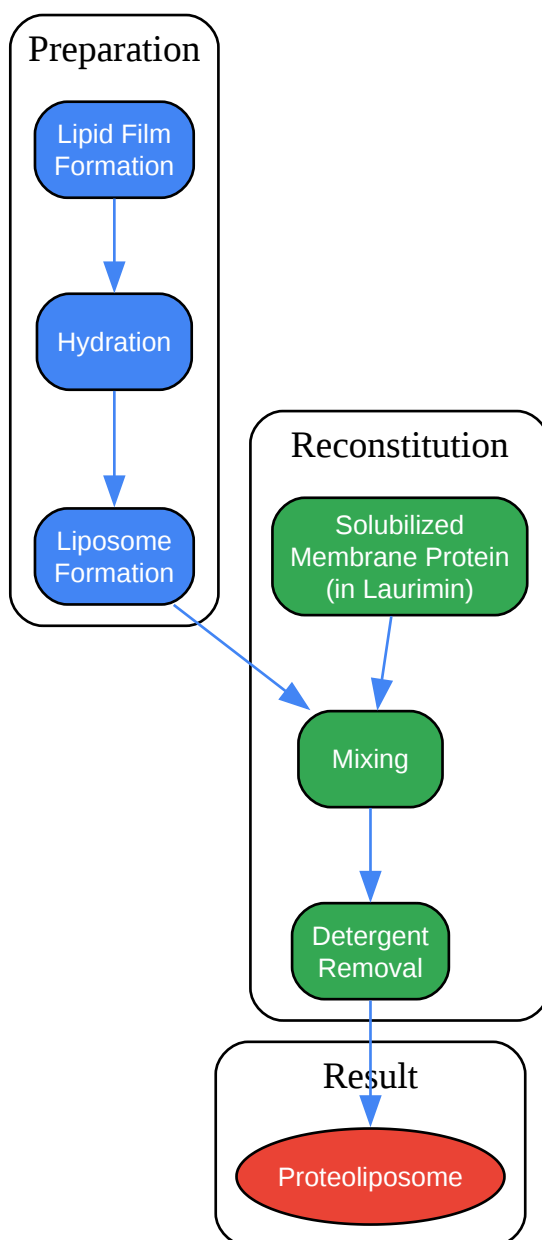 Preparation
Lipid Film
Formation
Hydration
Liposome
Formation
Reconstitution
Solubilized
Membrane Protein
(in Laurimin)
Mixing
Detergent
Removal
Result
Proteoliposome